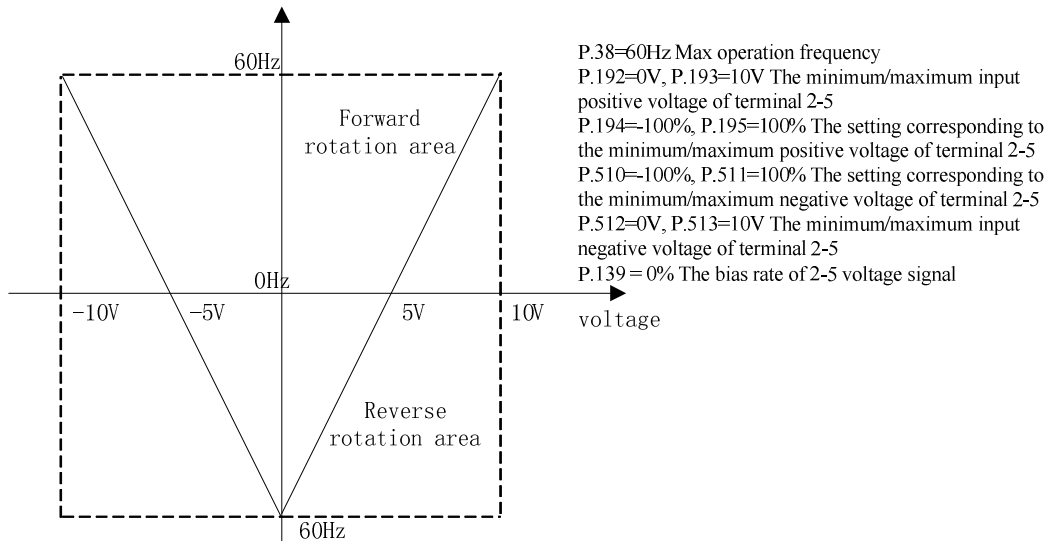 60Hz
Forward
rotation area
0Hz
-10V
-5V
5V
10V
voltage
Reverse
rotation area
60Hz
P.38=60Hz Max operation frequency
P.192=0V, P.193=10V The minimum/maximum input
positive voltage of terminal 2-5
P.194=-100%, P.195=100% The setting corresponding to
the minimum/maximum positive voltage of terminal 2-5
P.510=-100%, P.511=100% The setting corresponding to
the minimum/maximum negative voltage of terminal 2-5
P.512=0V, P.513=10V The minimum/maximum input
negative voltage of terminal 2-5
P.139 = 0% The bias rate of 2-5 voltage signal